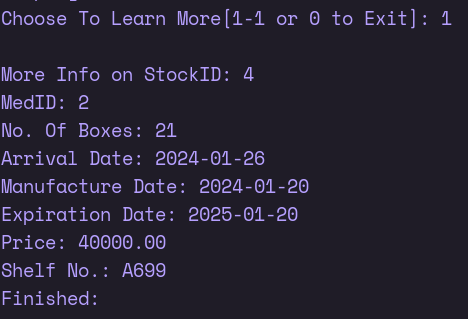 Choose To Learn More[1-1 or 0 to Exit]: 1
More Info on StockID: 4
MedID: 2
No. Of Boxes: 21
Arrival Date: 2024-01-26
Manufacture Date: 2024-01-20
Expiration Date: 2025-01-20
Price: 40000.00
Shelf No.: A699
Finished: